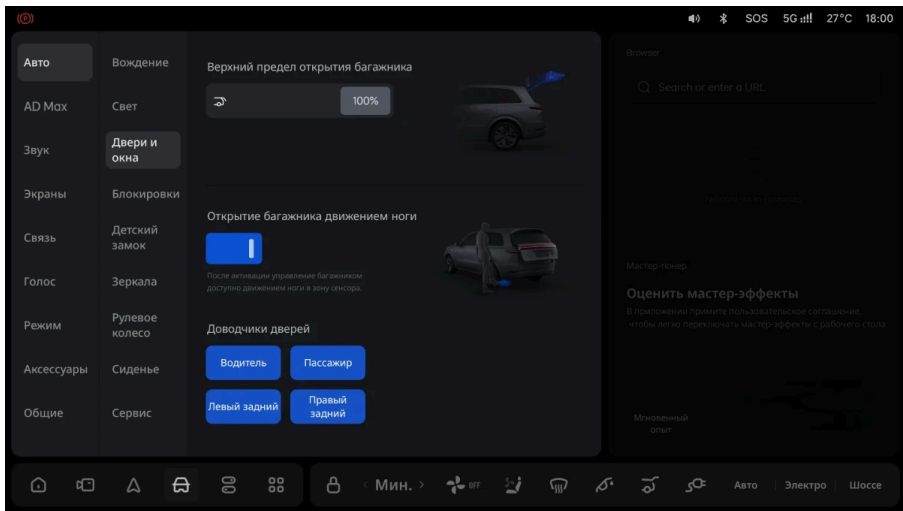 SOS 5G 27°C 18:00
Авто
AD Max
Звук
Экраны
Связь
Голос
Режим
Аксессуары
Общие
Вождение
Свет
Двери и
окна
Блокировки
Детский
замок
Зеркала
Рулевое
колесо
Сиденье
Сервис
Верхний предел открытия багажника
100%
Открытие багажника движением ноги
После активации управление багажником
доступно движением ноги в зону сенсора.
Доводчики дверей
Водитель
Пассажир
Левый задний
Правый
задний
Browser
Search or enter a URL
Мастер-тюнер
Оценить мастер-эффекты
В приложении примите пользовательское соглашение,
чтобы легко переключать мастер-эффекты с рабочего стола.
Мгновенный
опыт
Мин.
OFF
Авто Электро Шоссе